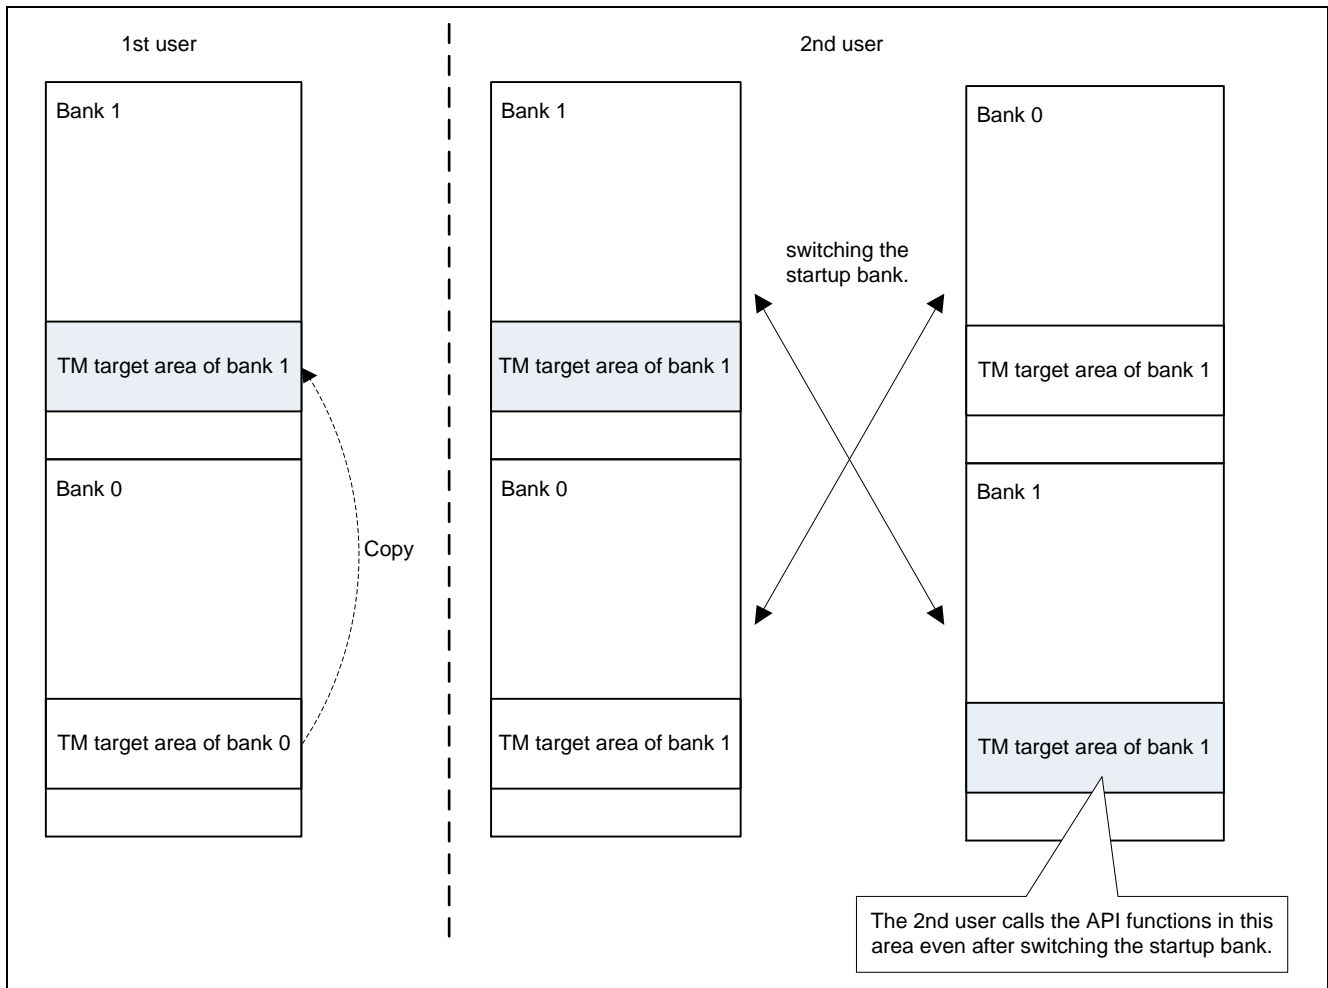 1st user
2nd user
Bank 1
TM target area of bank 1
Bank 0
TM target area of bank 0
Copy
Bank 1
TM target area of bank 1
Bank 0
TM target area of bank 1
switching the
startup bank.
Bank 0
TM target area of bank 1
Bank 1
TM target area of bank 1
The 2nd user calls the API functions in this
area even after switching the startup bank.